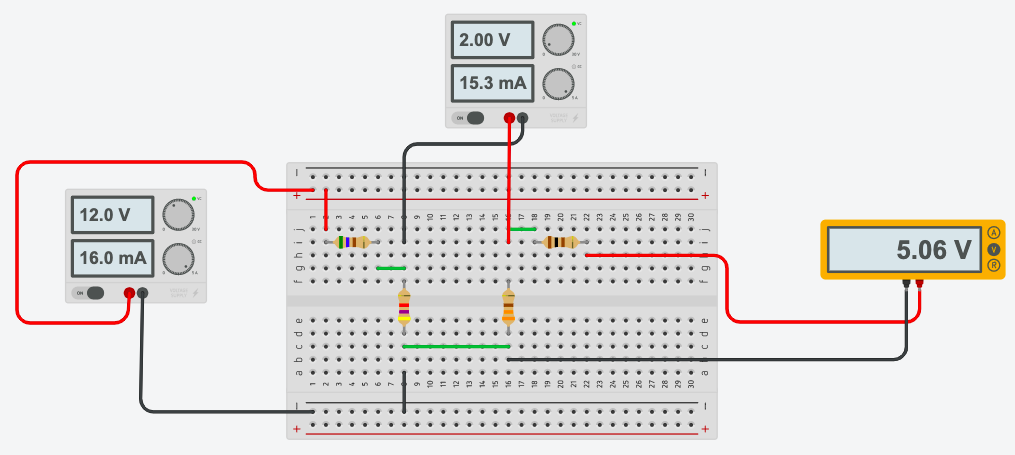 2.00 V
15.3 mA
ON
12.0 V
16.0 mA
ON
5.06 V
A
V
R
− −
+ +
1 2 3 4 5 6 7 8 9 10 11 12 13 14 15 16 17 18 19 20 21 22 23 24 25 26 27 28 29 30
j j
i i
h h
g g
f f
e e
d d
c c
b b
a a
1 2 3 4 5 6 7 8 9 10 11 12 13 14 15 16 17 18 19 20 21 22 23 24 25 26 27 28 29 30
− −
+ +